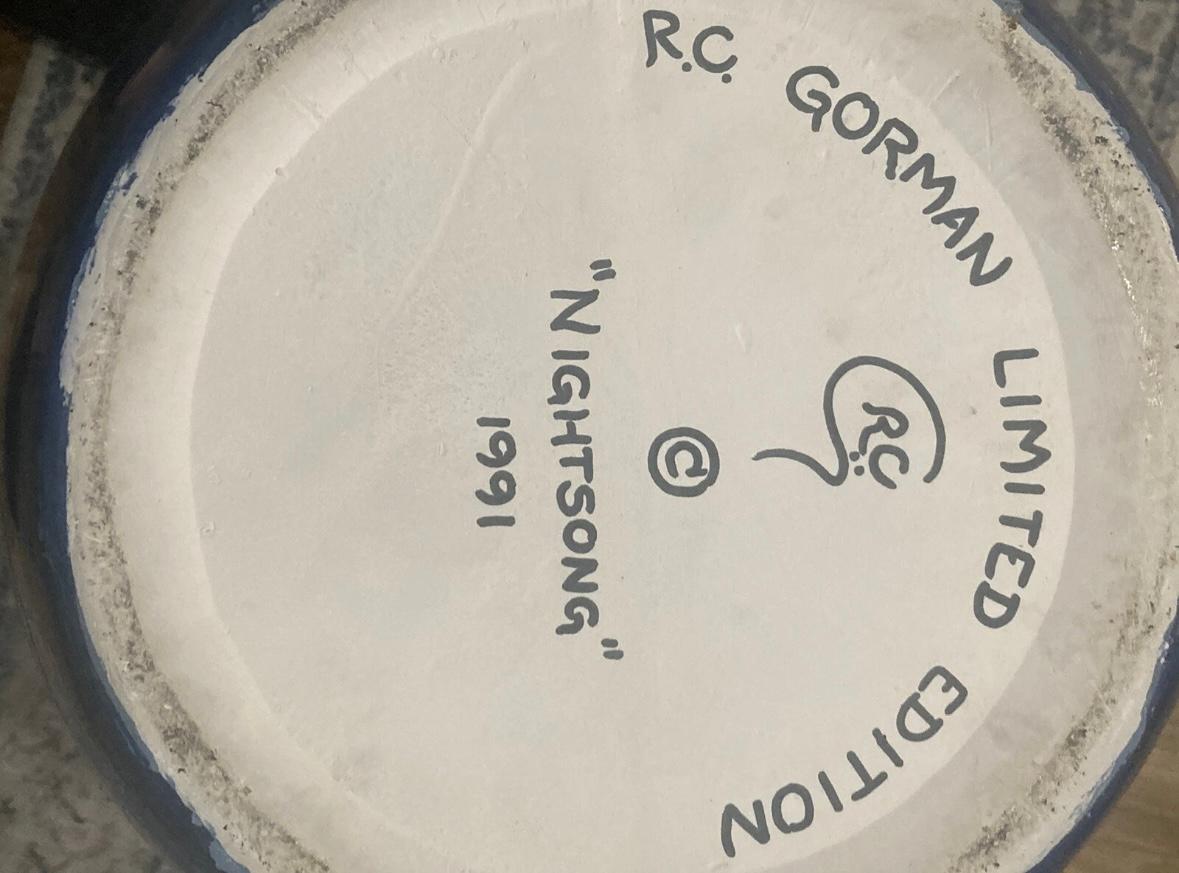 R.C. GORMAN LIMITED EDITION
R.C.
©
"NIGHTSONG"
1991